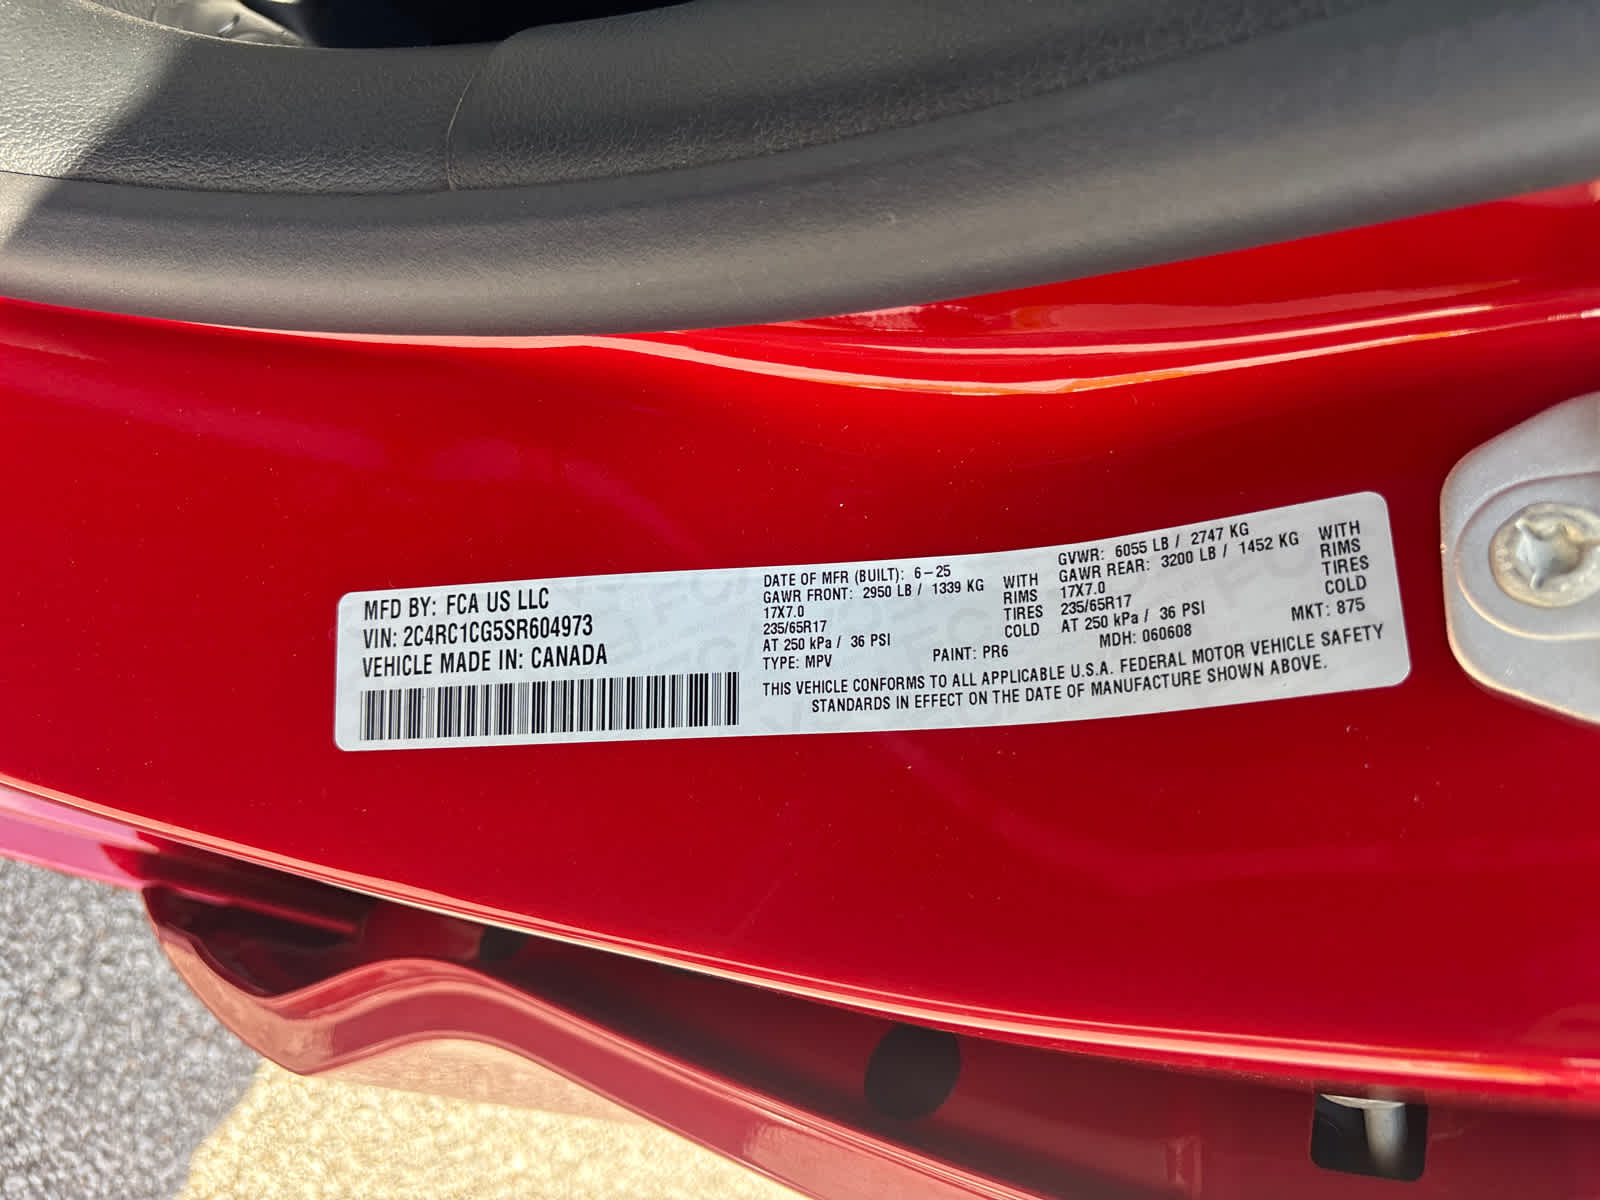 MFD BY: FCA US LLC
VIN: 2C4RC1CG5SR604973
VEHICLE MADE IN: CANADA
DATE OF MFR (BUILT): 6-25
GAWR FRONT: 2950 LB / 1339 KG WITH
17X7.0 RIMS
235/65R17 TIRES
AT 250 kPa / 36 PSI COLD
TYPE: MPV PAINT: PR6
GVWR: 6055 LB / 2747 KG
GAWR REAR: 3200 LB / 1452 KG WITH
17X7.0 RIMS
235/65R17 TIRES
AT 250 kPa / 36 PSI COLD
MDH: 060608 MKT: 875
THIS VEHICLE CONFORMS TO ALL APPLICABLE U.S.A. FEDERAL MOTOR VEHICLE SAFETY
STANDARDS IN EFFECT ON THE DATE OF MANUFACTURE SHOWN ABOVE.